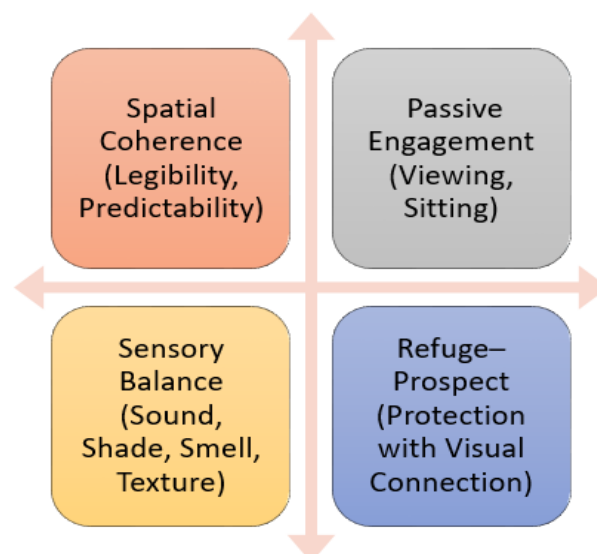 Spatial
Coherence
(Legibility,
Predictability)
Passive
Engagement
(Viewing,
Sitting)
Sensory
Balance
(Sound,
Shade, Smell,
Texture)
Refuge–
Prospect
(Protection
with Visual
Connection)